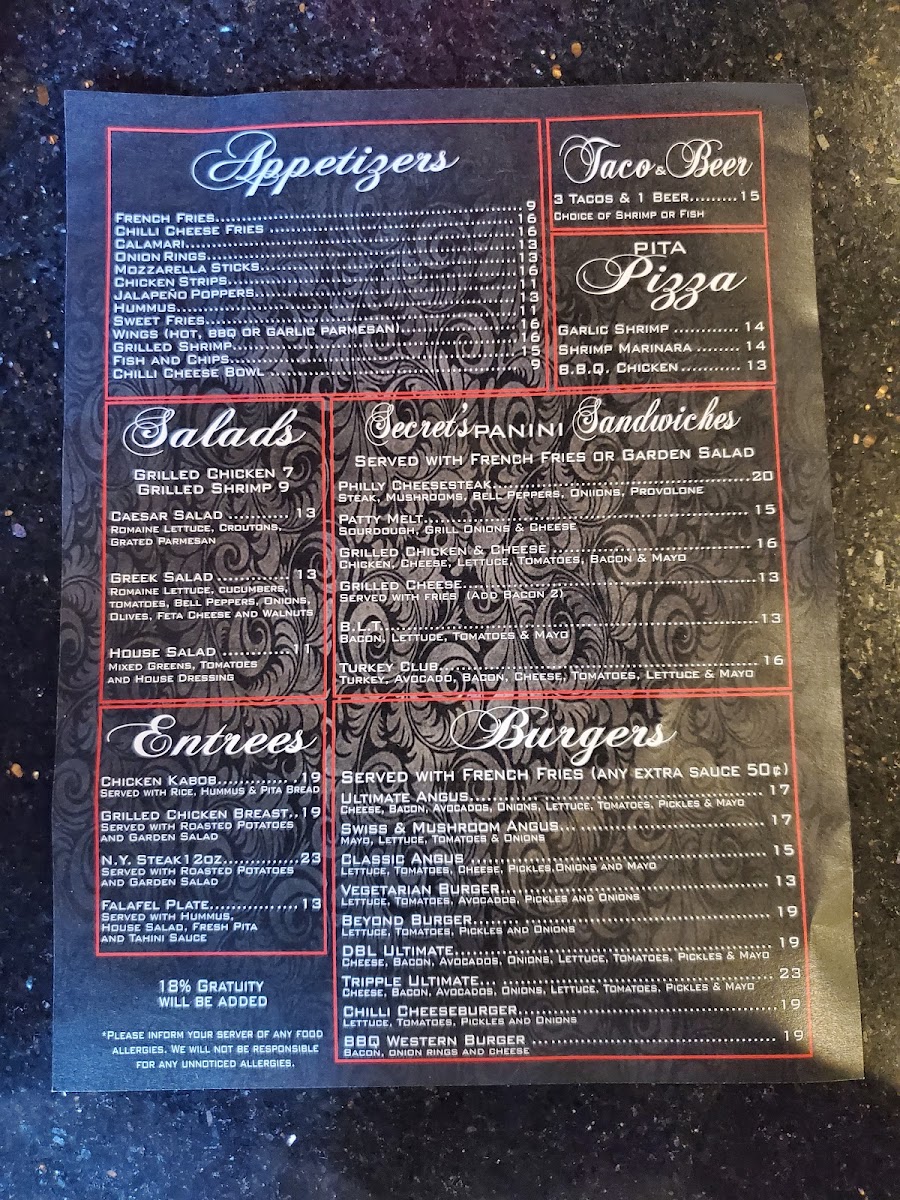 Appetizers
French Fries 9
Chilli Cheese Fries 16
Calamari 16
Onion Rings 13
Mozzarella Sticks 13
Chicken Strips 16
Jalapeño Poppers 11
Hummus 13
Sweet Fries 11
Wings (hot, bbq or garlic parmesan) 16
Grilled Shrimp 16
Fish and Chips 15
Chilli Cheese Bowl 9
Taco & Beer
3 Tacos & 1 Beer 15
Choice of Shrimp or Fish
PITA
Pizza
Garlic Shrimp 14
Shrimp Marinara 14
B.B.Q. Chicken 13
Salads
Grilled Chicken 7
Grilled Shrimp 9
Caesar Salad 13
Romaine Lettuce, Croutons,
Grated Parmesan
Greek Salad 13
Romaine Lettuce, cucumbers,
tomatoes, Bell Peppers, Onions,
Olives, Feta Cheese and Walnuts
House Salad 11
Mixed Greens, Tomatoes
and House Dressing
Secret's PANINI Sandwiches
Served with French Fries or Garden Salad
Philly Cheesesteak 20
Steak, Mushrooms, Bell Peppers, Oniions, Provolone
Patty Melt 15
Sourdough, Grill Onions & Cheese
Grilled Chicken & Cheese 16
Chicken, Cheese, Lettuce, Tomatoes, Bacon & Mayo
Grilled Cheese 13
Served with fries (Add Bacon 2)
B.L.T. 13
Bacon, Lettuce, Tomatoes & Mayo
Turkey Club 16
Turkey, Avocado, Bacon, Cheese, Tomatoes, Lettuce & Mayo
Entrees
Chicken Kabob 19
Served with Rice, Hummus & Pita Bread
Grilled Chicken Breast 19
Served with Roasted Potatoes
and Garden Salad
N.Y. Steak 12oz 23
Served with Roasted Potatoes
and Garden Salad
Falafel Plate 13
Served with Hummus,
House Salad, Fresh Pita
and Tahini Sauce
Burgers
Served with French Fries (any extra sauce 50¢)
Ultimate Angus 17
Cheese, Bacon, Avocados, Onions, Lettuce, Tomatoes, Pickles & Mayo
Swiss & Mushroom Angus 17
Mayo, Lettuce, Tomatoes & Onions
Classic Angus 15
Lettuce, Tomatoes, Cheese, Pickles,Onions and Mayo
Vegetarian Burger 13
Lettuce, Tomatoes, Avocados, Pickles and Onions
Beyond Burger 19
Lettuce, Tomatoes, Pickles and Onions
DBL Ultimate 19
Cheese, Bacon, Avocados, Onions, Lettuce, Tomatoes, Pickles & Mayo
Tripple Ultimate 23
Cheese, Bacon, Avocados, Onions, Lettuce, Tomatoes, Pickles & Mayo
Chilli Cheeseburger 19
Lettuce, Tomatoes, Pickles and Onions
BBQ Western Burger 19
Bacon, onion rings and cheese
18% Gratuity
will be added
*Please inform your server of any food
allergies. We will not be responsible
for any unnoticed allergies.